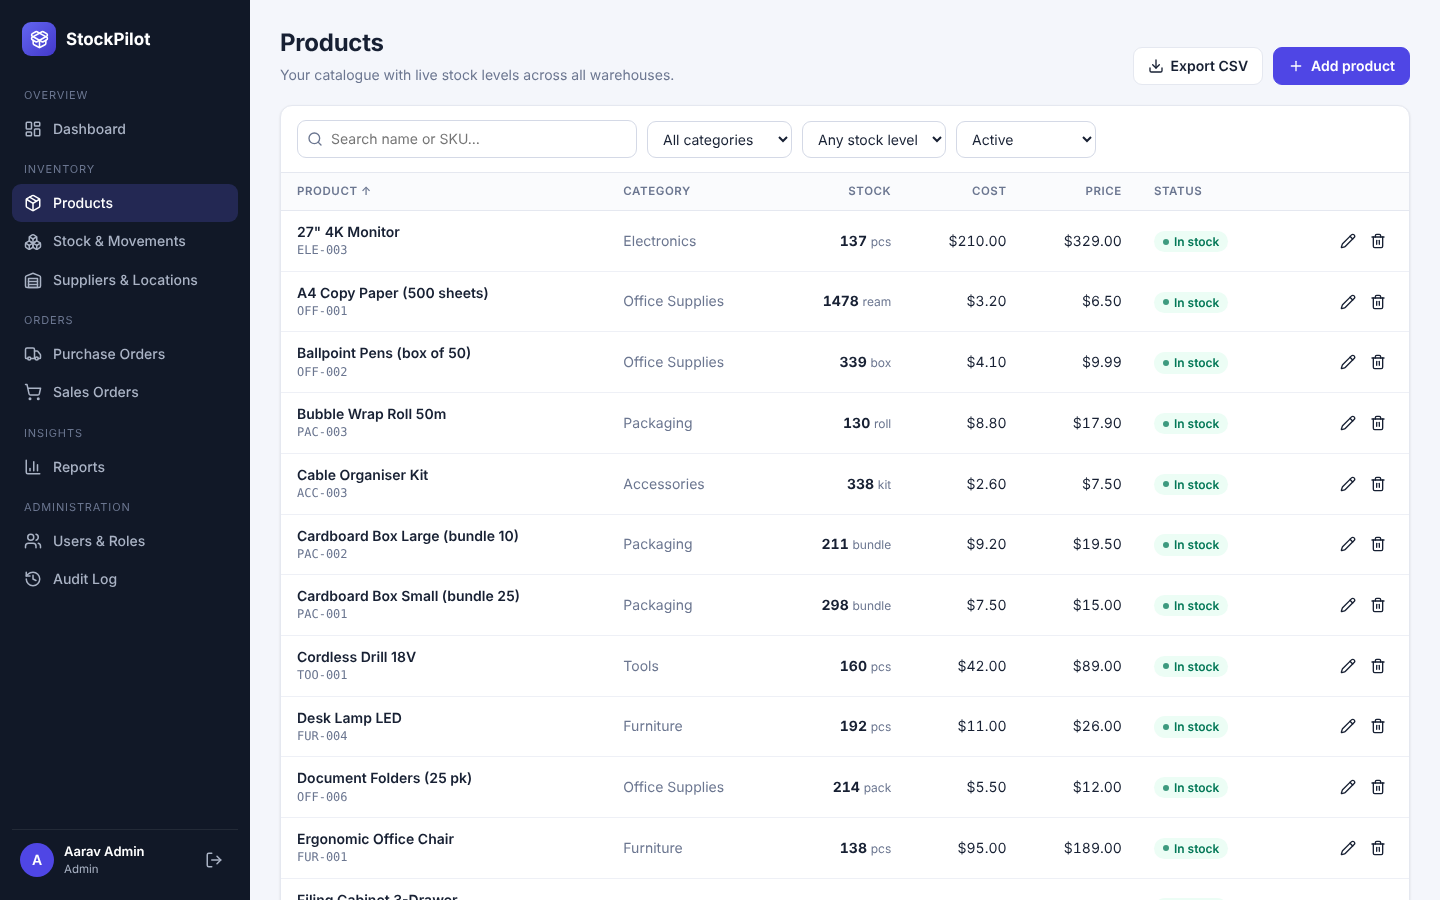 StockPilot
OVERVIEW
Dashboard
INVENTORY
Products
Stock & Movements
Suppliers & Locations
ORDERS
Purchase Orders
Sales Orders
INSIGHTS
Reports
ADMINISTRATION
Users & Roles
Audit Log
A
Aarav Admin
Admin
Products
Your catalogue with live stock levels across all warehouses.
Export CSV
Add product
Search name or SKU...
All categories
Any stock level
Active
PRODUCT ↑ CATEGORY STOCK COST PRICE STATUS
27" 4K Monitor
ELE-003
Electronics 137 pcs $210.00 $329.00 In stock
A4 Copy Paper (500 sheets)
OFF-001
Office Supplies 1478 ream $3.20 $6.50 In stock
Ballpoint Pens (box of 50)
OFF-002
Office Supplies 339 box $4.10 $9.99 In stock
Bubble Wrap Roll 50m
PAC-003
Packaging 130 roll $8.80 $17.90 In stock
Cable Organiser Kit
ACC-003
Accessories 338 kit $2.60 $7.50 In stock
Cardboard Box Large (bundle 10)
PAC-002
Packaging 211 bundle $9.20 $19.50 In stock
Cardboard Box Small (bundle 25)
PAC-001
Packaging 298 bundle $7.50 $15.00 In stock
Cordless Drill 18V
TOO-001
Tools 160 pcs $42.00 $89.00 In stock
Desk Lamp LED
FUR-004
Furniture 192 pcs $11.00 $26.00 In stock
Document Folders (25 pk)
OFF-006
Office Supplies 214 pack $5.50 $12.00 In stock
Ergonomic Office Chair
FUR-001
Furniture 138 pcs $95.00 $189.00 In stock
Filing Cabinet 3-Drawer